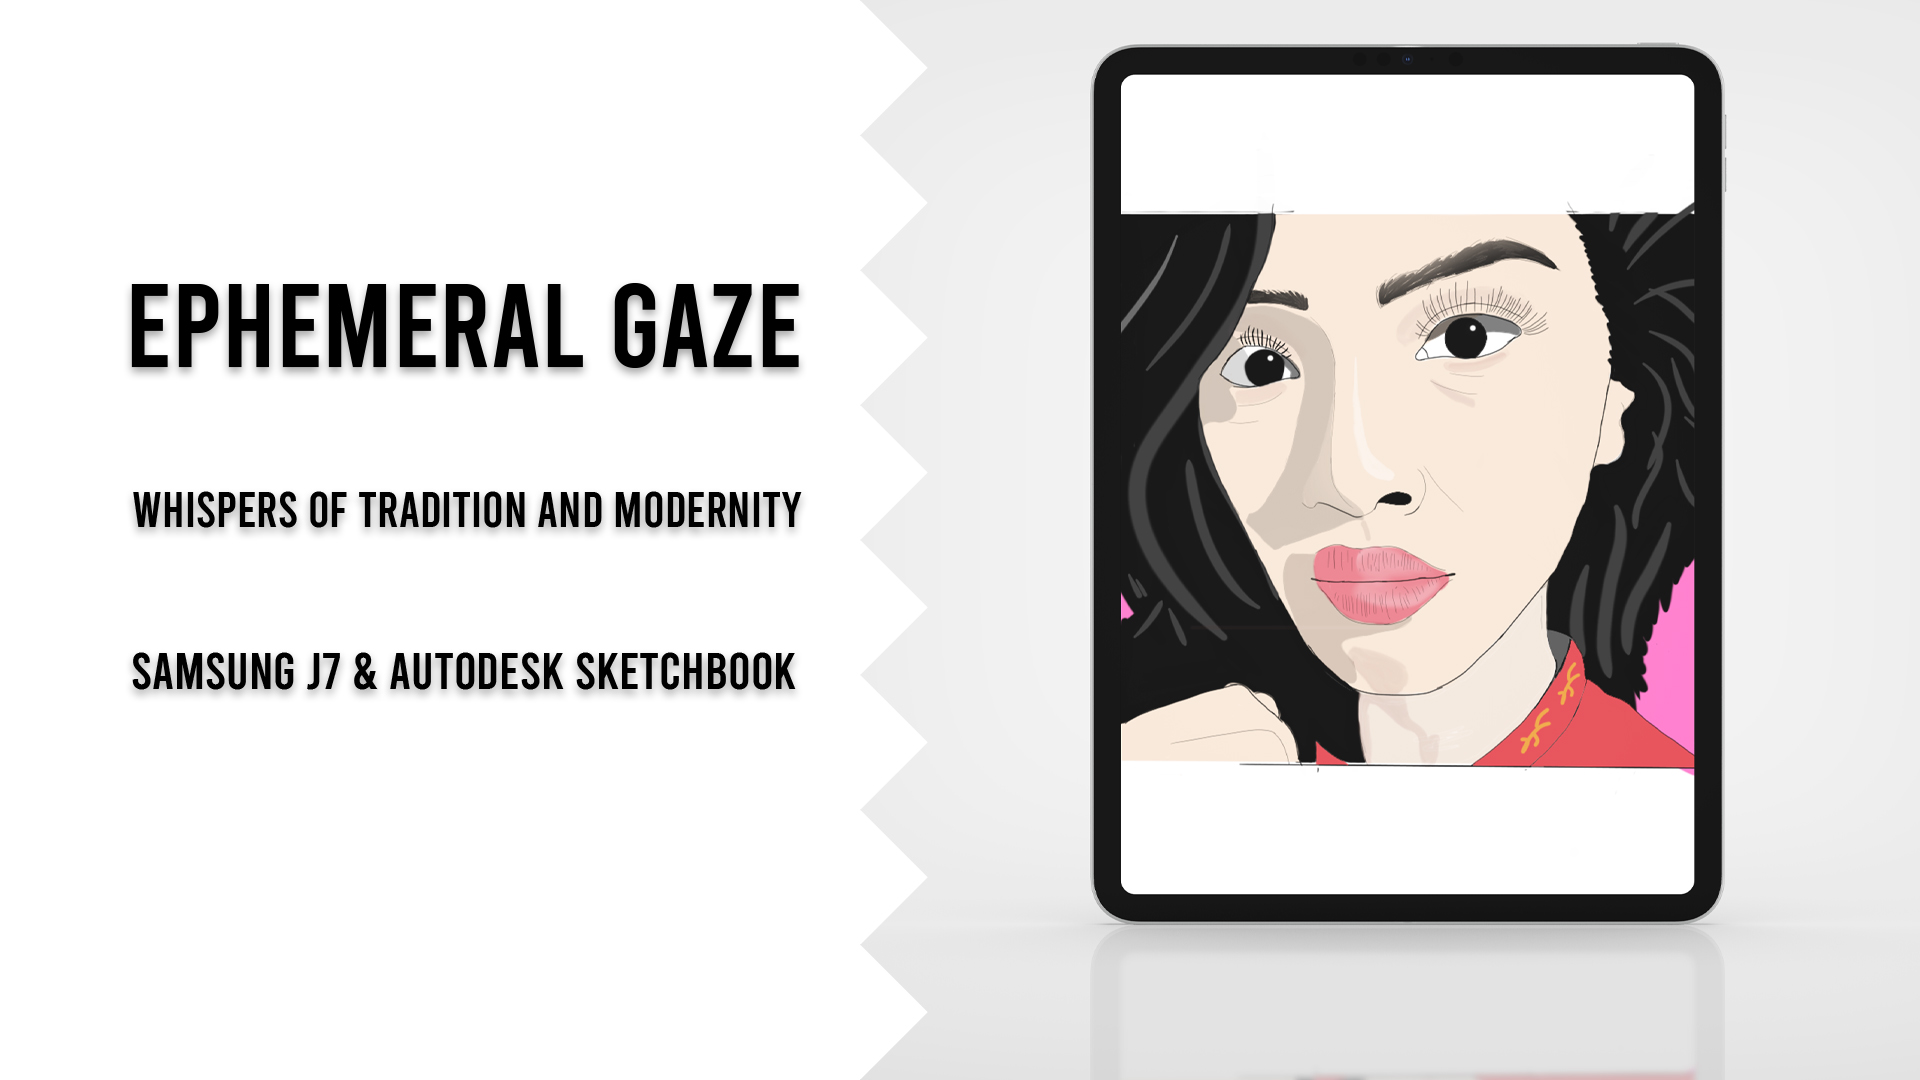 EPHEMERAL GAZE
WHISPERS OF TRADITION AND MODERNITY
SAMSUNG J7 & AUTODESK SKETCHBOOK